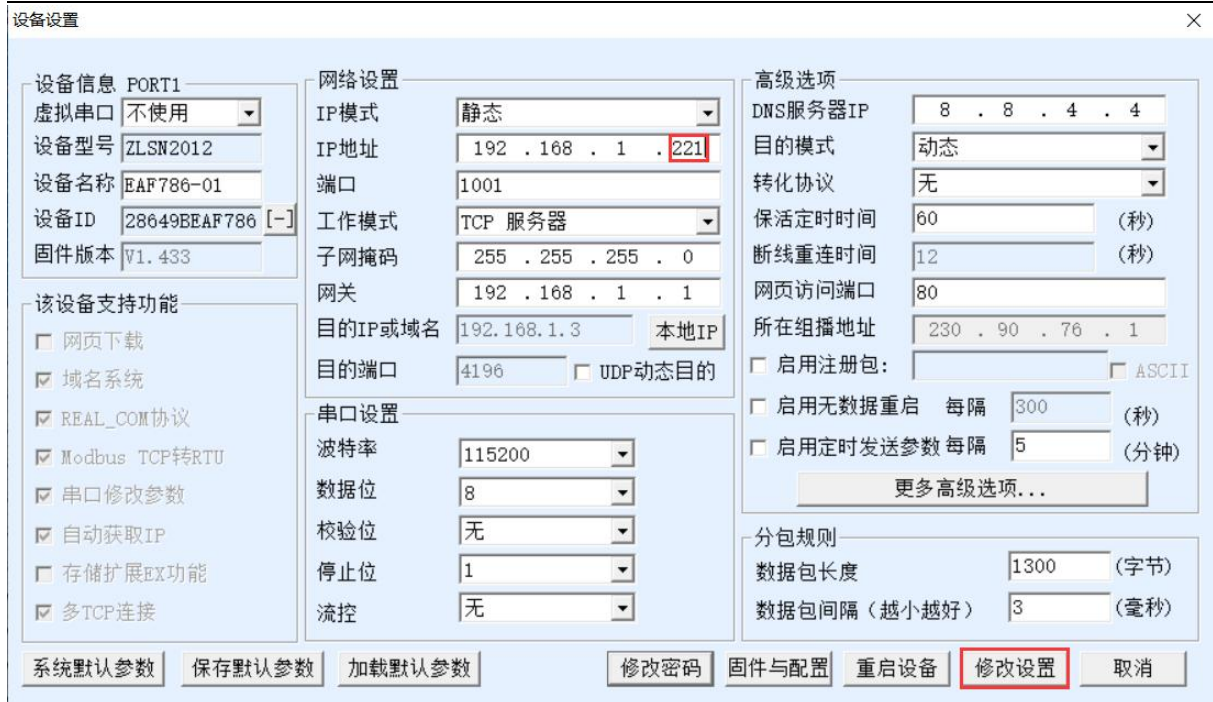 设备设置
设备信息 PORT1
虚拟串口 不使用
设备型号 ZLSN2012
设备名称 EAF786-01
设备ID 28649BEAF786 [-]
固件版本 V1.433
该设备支持功能
网页下载
域名系统
REAL_COM协议
Modbus TCP转RTU
串口修改参数
自动获取IP
存储扩展EX功能
多TCP连接
网络设置
IP模式 静态
IP地址 192 . 168 . 1 . 221
端口 1001
工作模式 TCP 服务器
子网掩码 255 . 255 . 255 . 0
网关 192 . 168 . 1 . 1
目的IP或域名 192.168.1.3 本地IP
目的端口 4196 UDP动态目的
串口设置
波特率 115200
数据位 8
校验位 无
停止位 1
流控 无
高级选项
DNS服务器IP 8 . 8 . 4 . 4
目的模式 动态
转化协议 无
保活定时时间 60 (秒)
断线重连时间 12 (秒)
网页访问端口 80
所在组播地址 230 . 90 . 76 . 1
启用注册包: ASCII
启用无数据重启 每隔 300 (秒)
启用定时发送参数 每隔 5 (分钟)
更多高级选项...
分包规则
数据包长度 1300 (字节)
数据包间隔(越小越好) 3 (毫秒)
系统默认参数 保存默认参数 加载默认参数 修改密码 固件与配置 重启设备 修改设置 取消